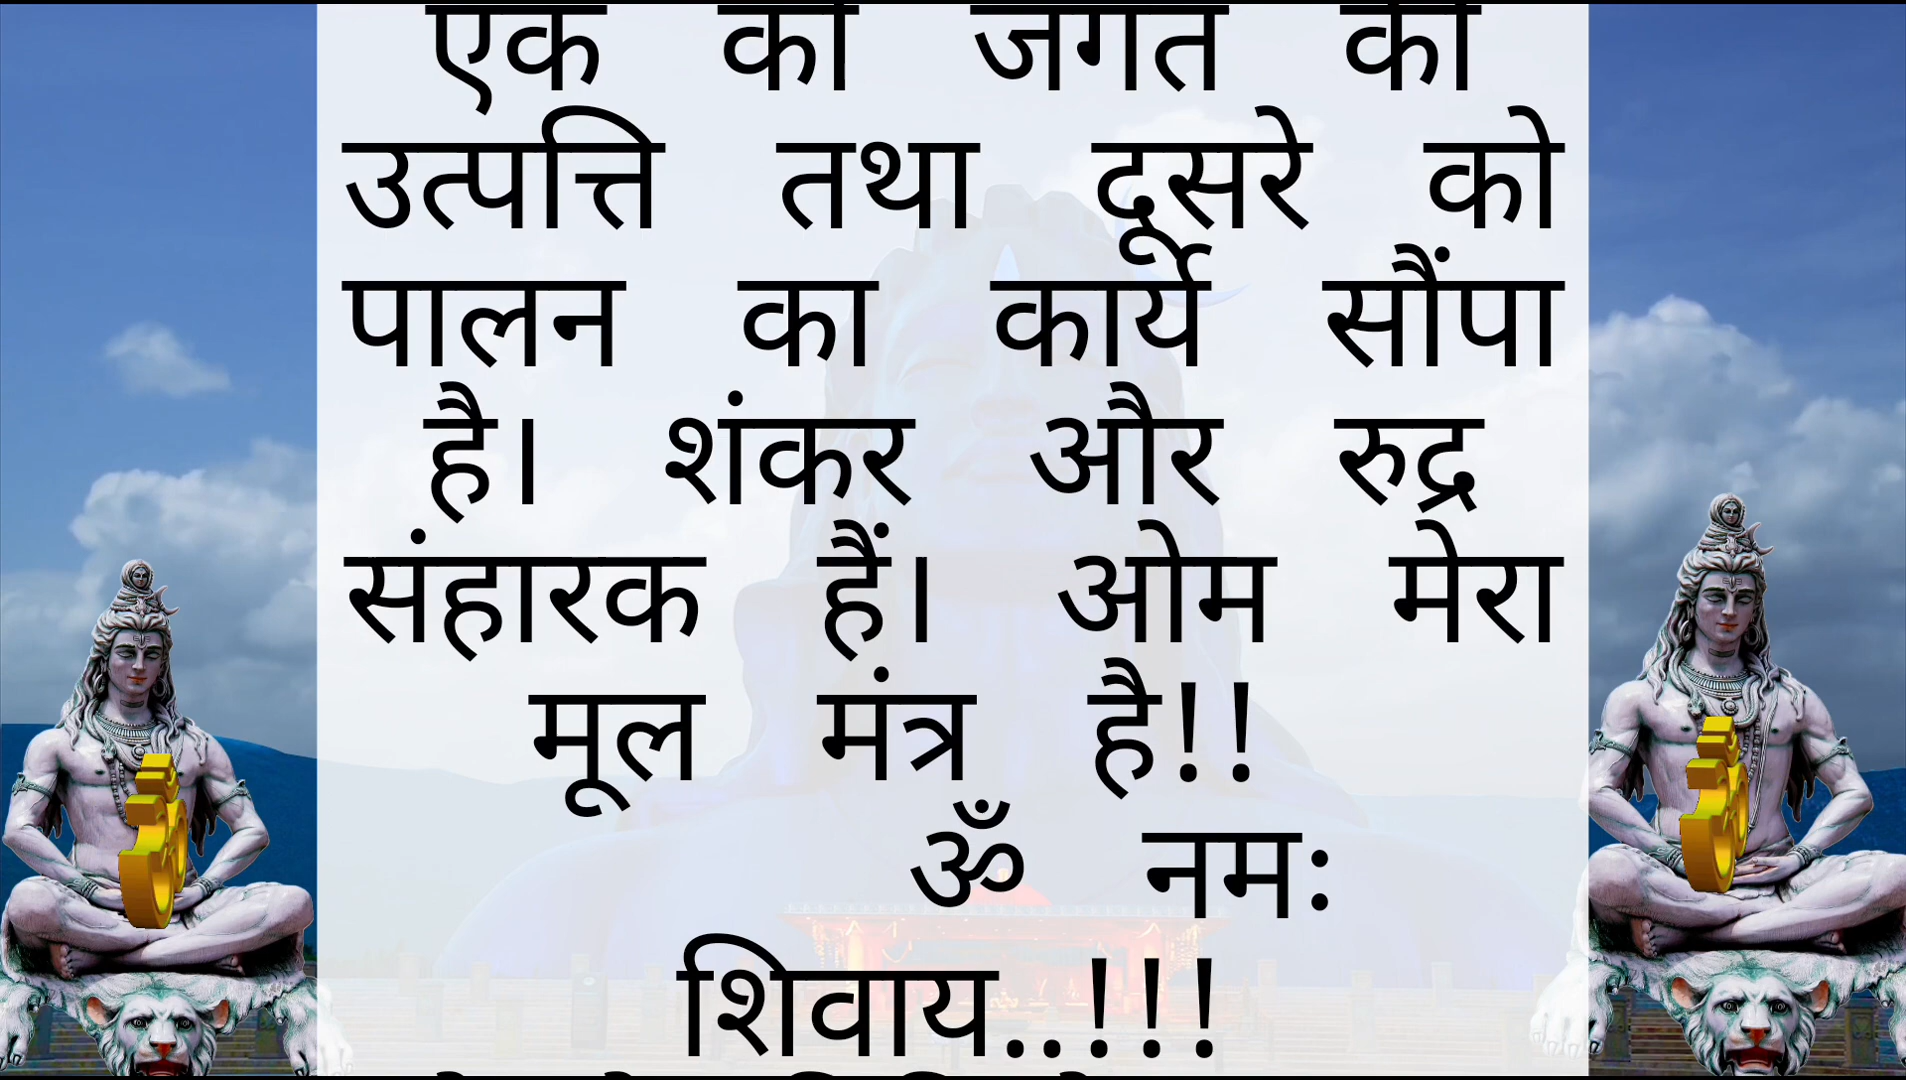 एक को जगत की
उत्पत्ति तथा दूसरे को
पालन का कार्य सौंपा
है। शंकर और रुद्र
संहारक हैं। ओम मेरा
मूल मंत्र है!!
ॐ नमः
शिवाय..!!!